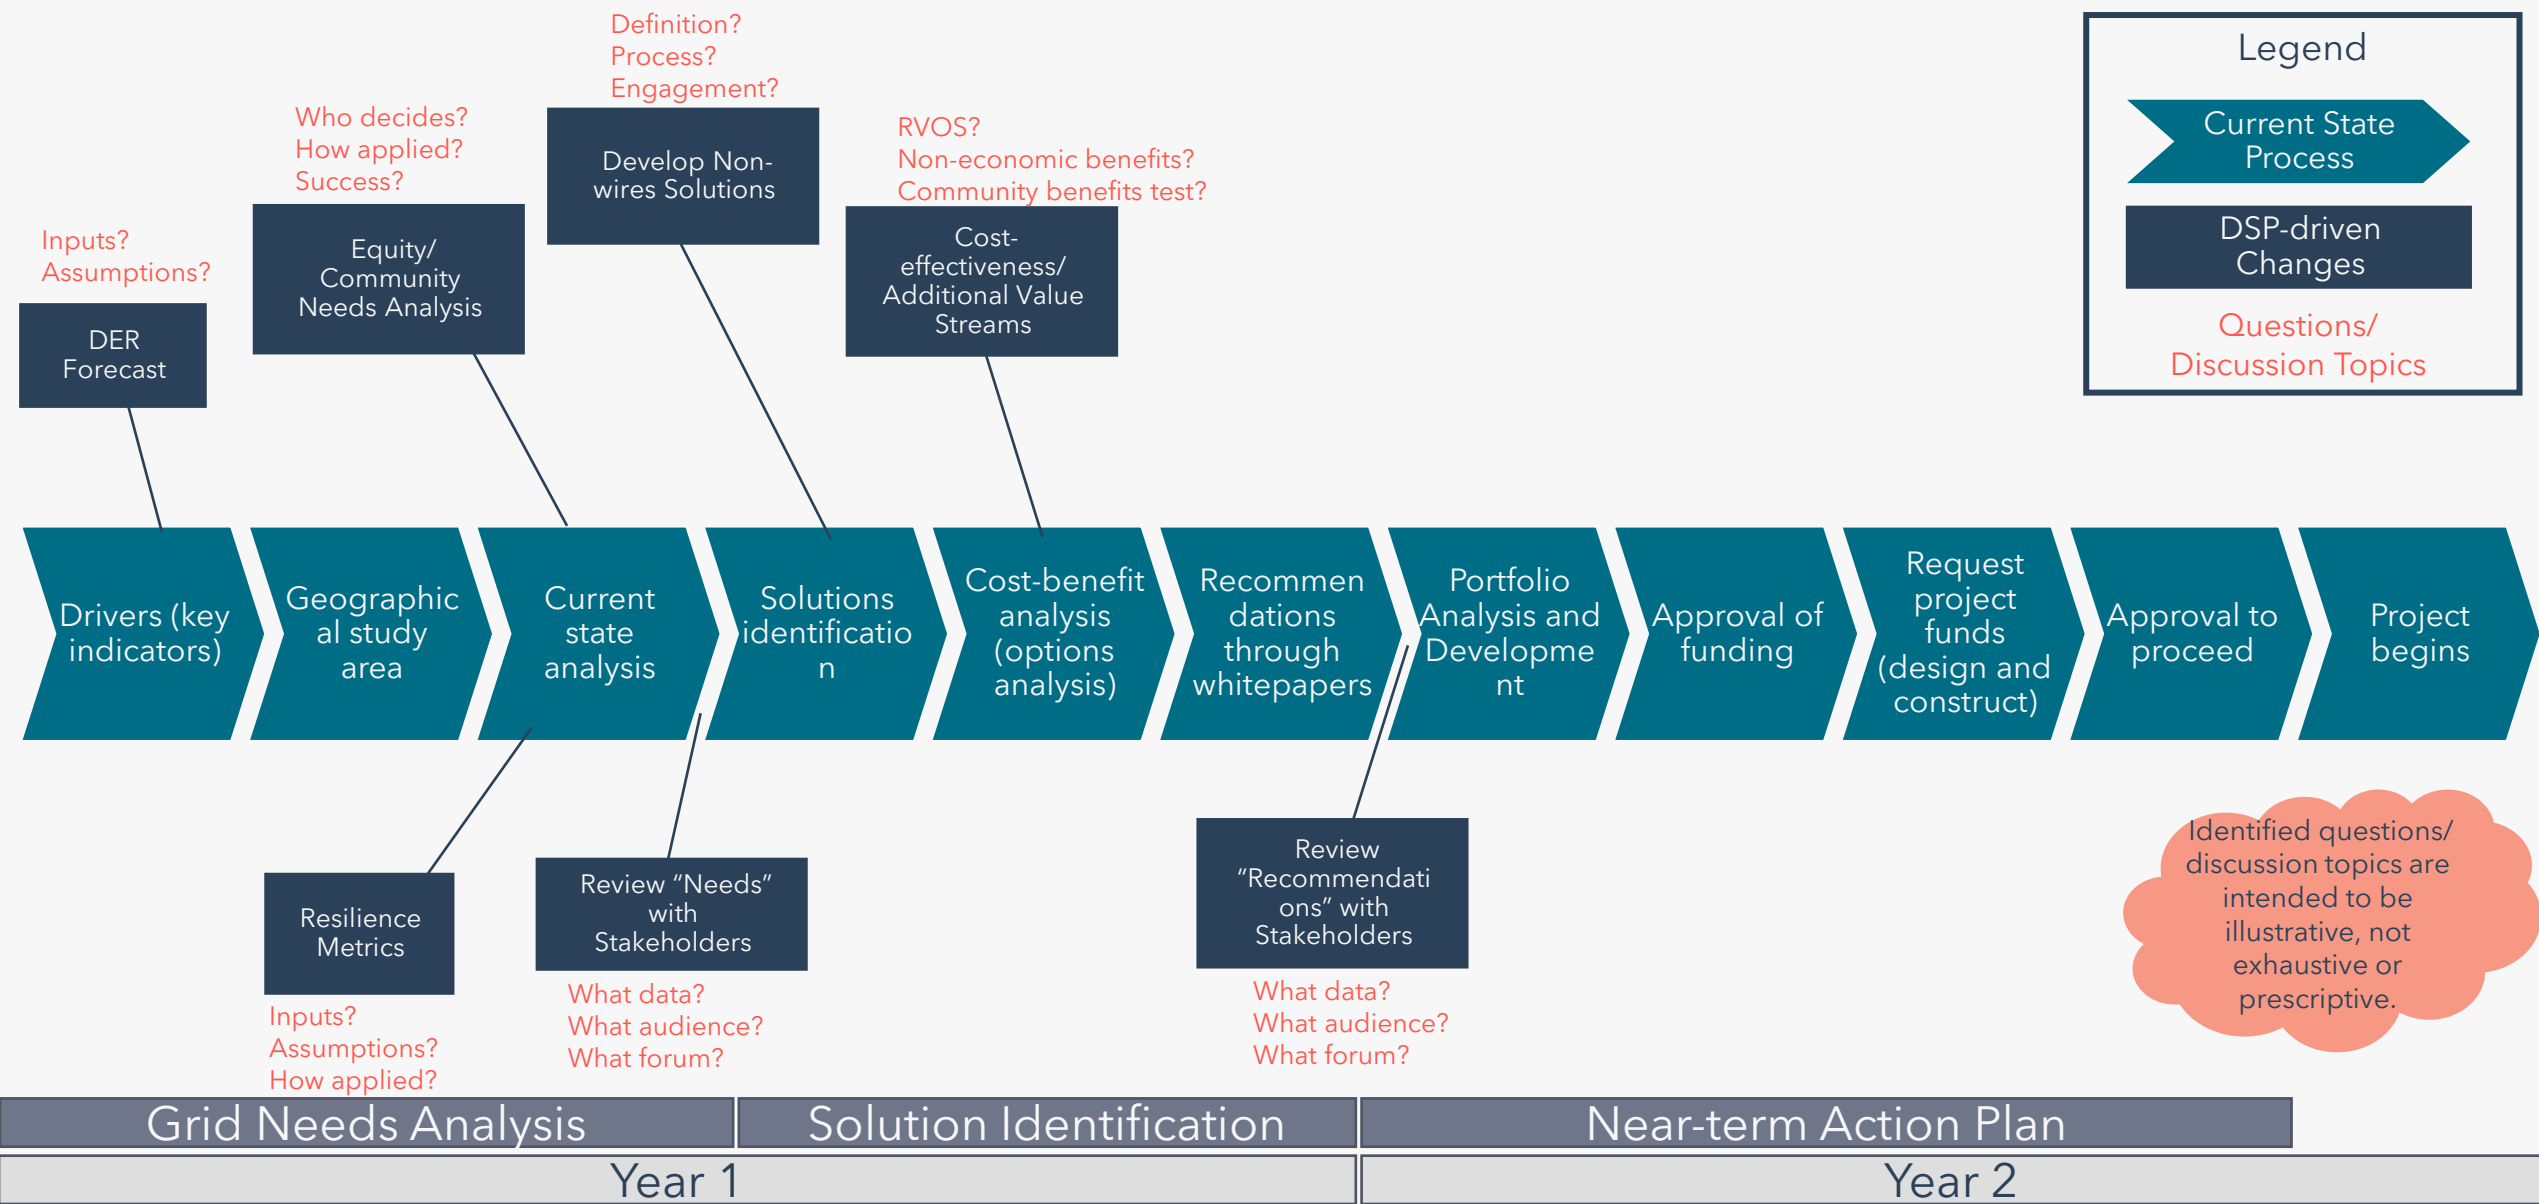 Definition?
Process?
Engagement?
Who decides?
How applied?
Success?
RVOS?
Non-economic benefits?
Community benefits test?
Inputs?
Assumptions?
DER
Forecast
Equity/
Community
Needs Analysis
Develop Non-
wires Solutions
Cost-
effectiveness/
Additional Value
Streams
Legend
Current State
Process
DSP-driven
Changes
Questions/
Discussion Topics
Drivers (key
indicators)
Geographic
al study
area
Current
state
analysis
Solutions
identificatio
n
Cost-benefit
analysis
(options
analysis)
Recommen
dations
through
whitepapers
Portfolio
Analysis and
Developme
nt
Approval of
funding
Request
project
funds
(design and
construct)
Approval to
proceed
Project
begins
Resilience
Metrics
Inputs?
Assumptions?
How applied?
Review “Needs”
with
Stakeholders
What data?
What audience?
What forum?
Review
“Recommendati
ons” with
Stakeholders
What data?
What audience?
What forum?
Identified questions/
discussion topics are
intended to be
illustrative, not
exhaustive or
prescriptive.
Grid Needs Analysis
Solution Identification
Near-term Action Plan
Year 1
Year 2